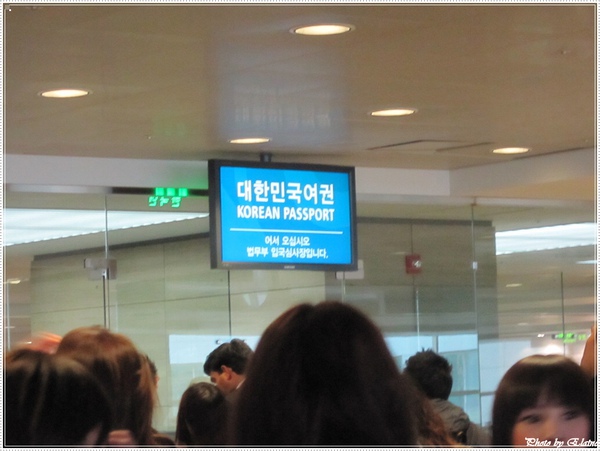 대한민국여권
KOREAN PASSPORT
어서 오십시오
법무부 입국심사장입니다.
Photo by Elaine